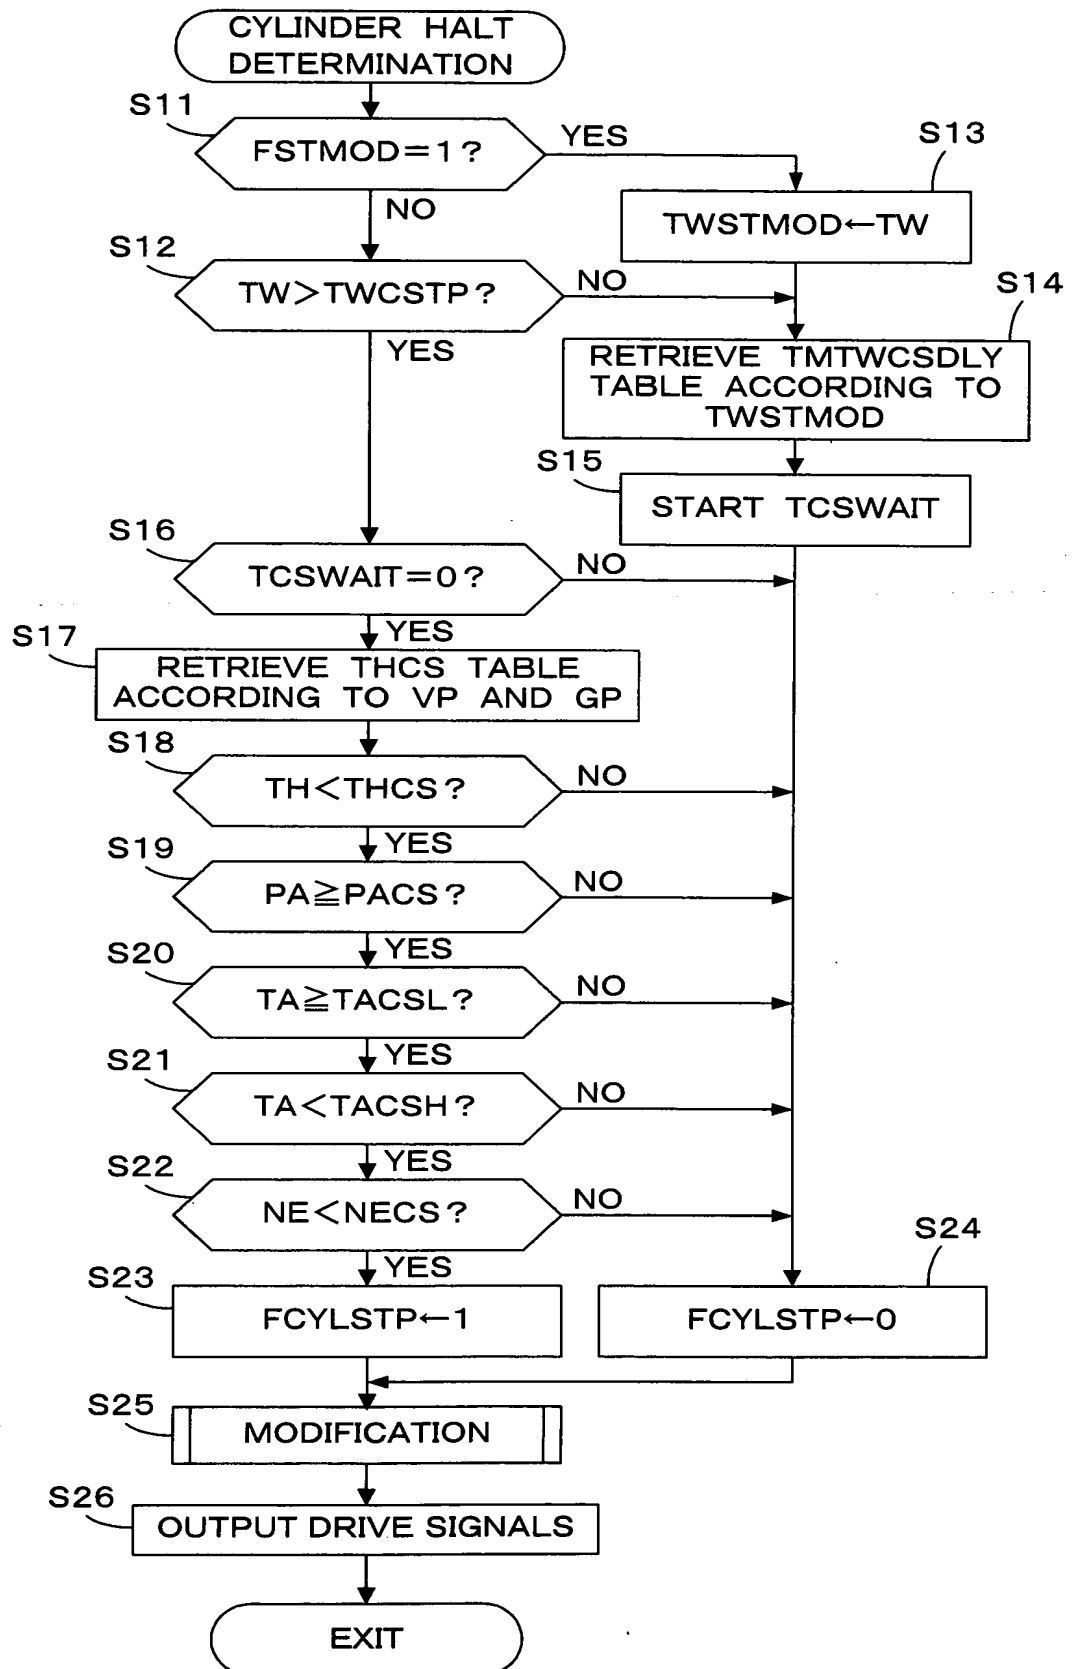 CYLINDER HALT
DETERMINATION
S11
FSTMOD=1?
YES
NO
S13
TWSTMOD←TW
S12
TW>TWCSTP?
NO
YES
S14
RETRIEVE TMTWCSDLY
TABLE ACCORDING TO
TWSTMOD
S15
START TCSWAIT
S16
TCSWAIT=0?
NO
YES
S17
RETRIEVE THCS TABLE
ACCORDING TO VP AND GP
S18
TH<THCS?
NO
YES
S19
PA≧PACS?
NO
YES
S20
TA≧TACSL?
NO
YES
S21
TA<TACSH?
NO
YES
S22
NE<NECS?
NO
YES
S23
FCYLSTP←1
S24
FCYLSTP←0
S25
MODIFICATION
S26
OUTPUT DRIVE SIGNALS
EXIT